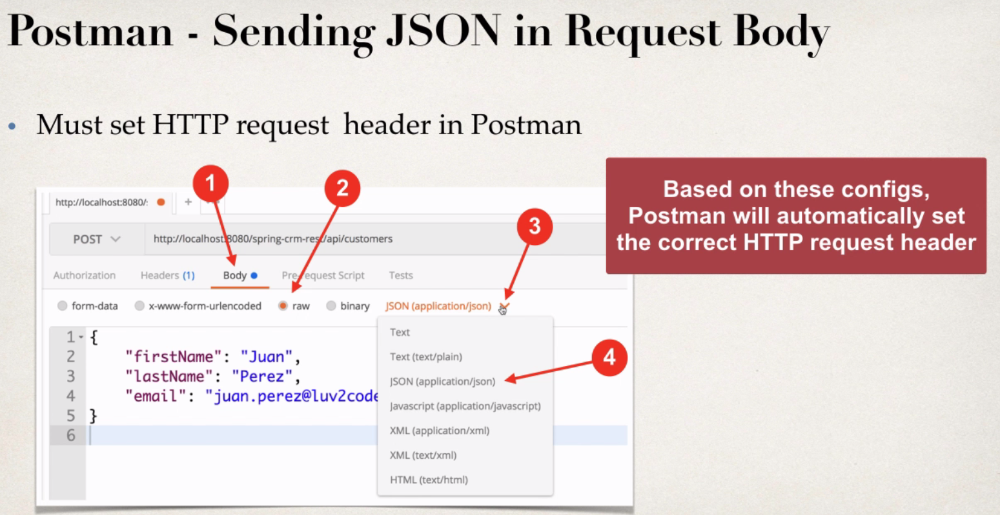 Postman - Sending JSON in Request Body
• Must set HTTP request header in Postman
1
2
3
Based on these configs,
Postman will automatically set
the correct HTTP request header
http://localhost:8080/
+
POST
http://localhost:8080/spring-crm-rest/api/customers
Authorization Headers (1) Body Pre-request Script Tests
form-data x-www-form-urlencoded raw binary JSON (application/json)
1 {
2 "firstName": "Juan",
3 "lastName": "Perez",
4 "email": "juan.perez@luv2code
5 }
6
Text
Text (text/plain)
JSON (application/json)
4
Javascript (application/javascript)
XML (application/xml)
XML (text/xml)
HTML (text/html)